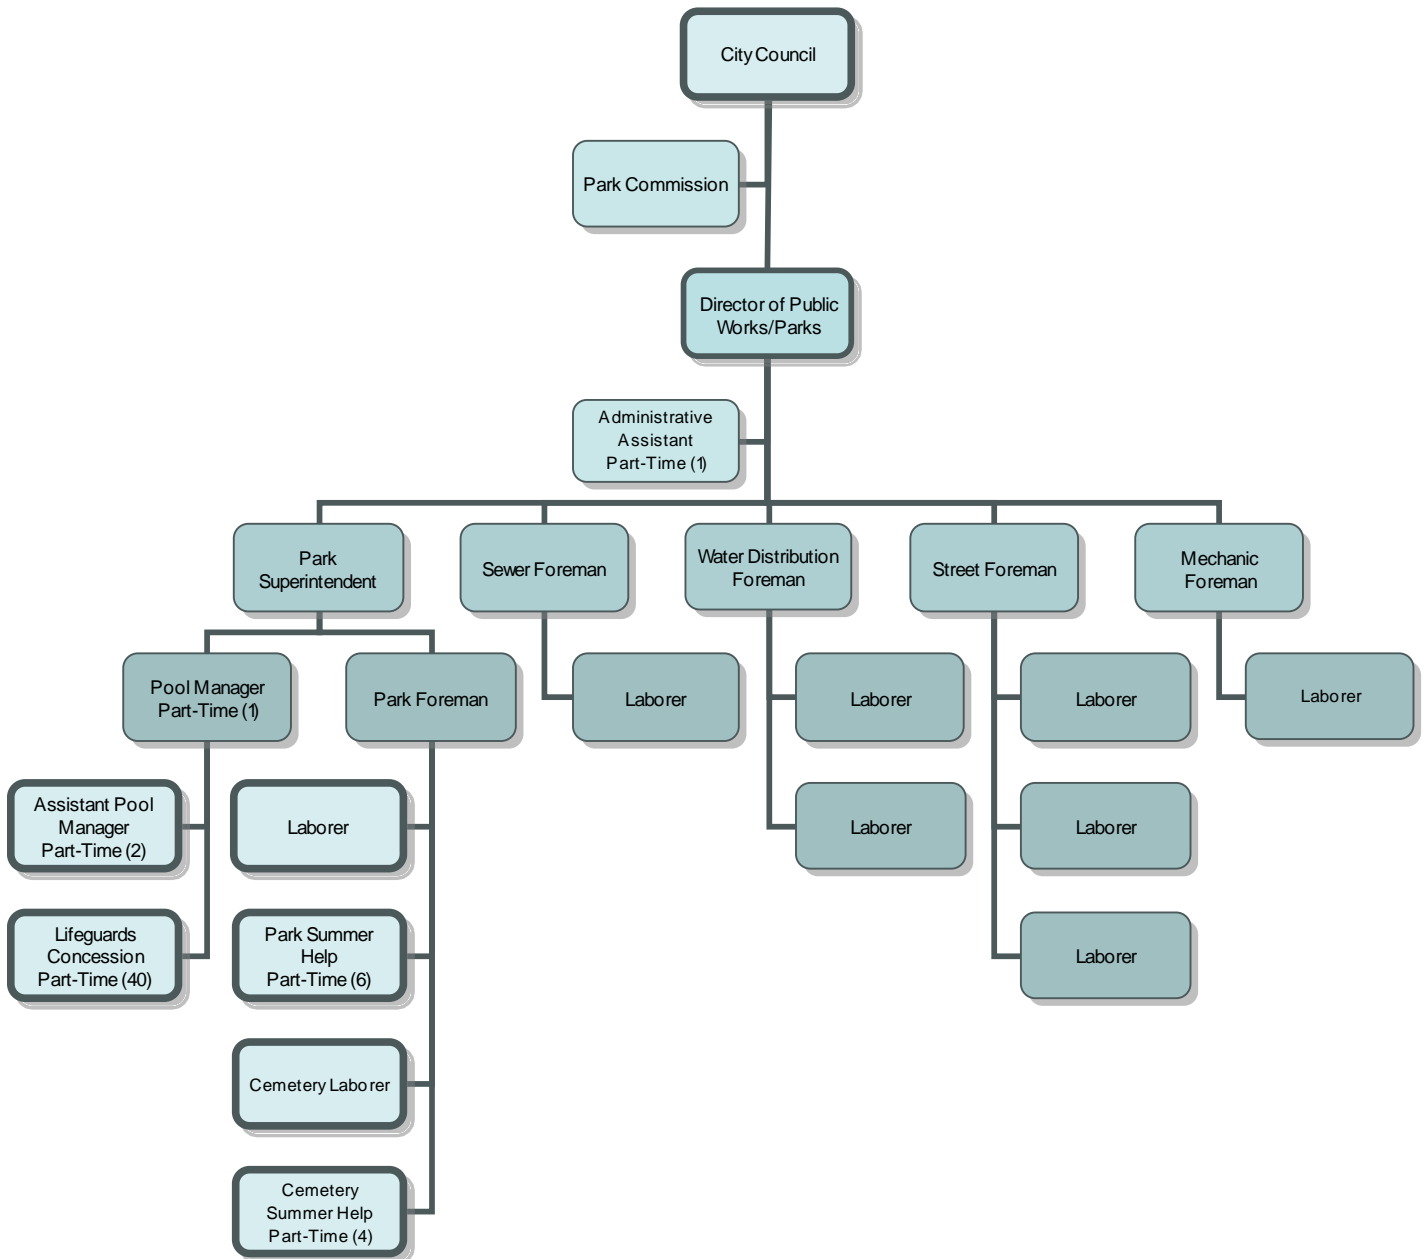 City Council
Park Commission
Director of Public
Works/Parks
Administrative
Assistant
Part-Time (1)
Park
Superintendent
Sewer Foreman
Water Distribution
Foreman
Street Foreman
Mechanic
Foreman
Pool Manager
Part-Time (1)
Park Foreman
Laborer
Laborer
Laborer
Laborer
Assistant Pool
Manager
Part-Time (2)
Laborer
Laborer
Laborer
Lifeguards
Concession
Part-Time (40)
Park Summer
Help
Part-Time (6)
Laborer
Cemetery Laborer
Cemetery
Summer Help
Part-Time (4)